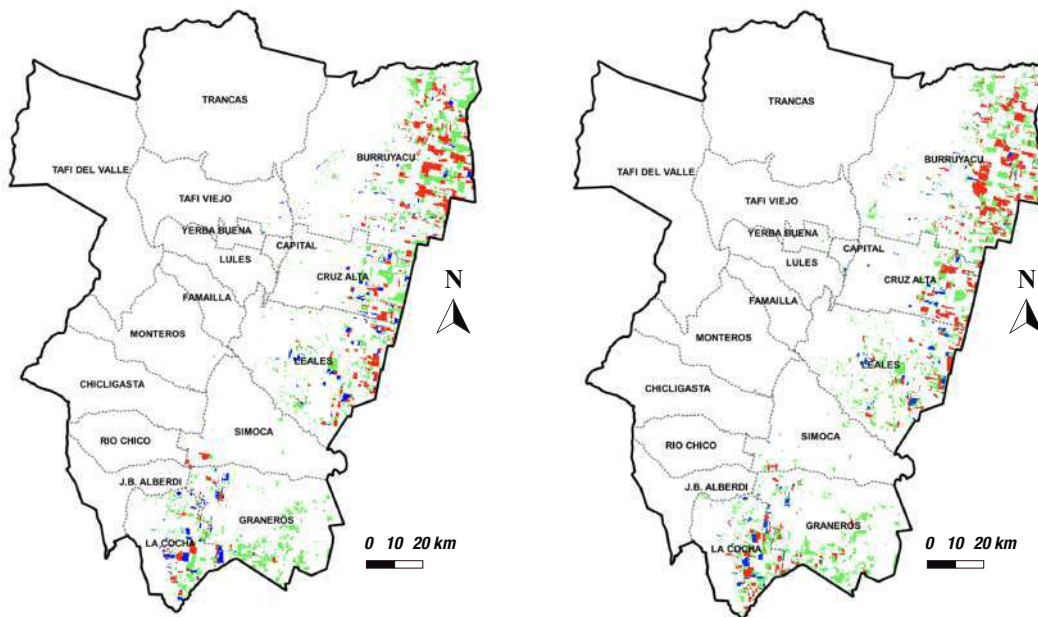 TRANCAS
BURRUYACU
TAFI DEL VALLE
TAFI VIEJO
YERBA BUENA
CAPITAL
LULES
CRUZ ALTA
FAMAILLA
MONTEROS
LEALES
CHICLIGASTA
SIMOCA
RIO CHICO
J.B. ALBERDI
GRANEROS
LA COCHA
N
0 10 20 km
TRANCAS
BURRUYACU
TAFI DEL VALLE
TAFI VIEJO
YERBA BUENA
CAPITAL
LULES
CRUZ ALTA
FAMAILLA
MONTEROS
LEALES
CHICLIGASTA
SIMOCA
RIO CHICO
J.B. ALBERDI
GRANEROS
LA COCHA
N
0 10 20 km